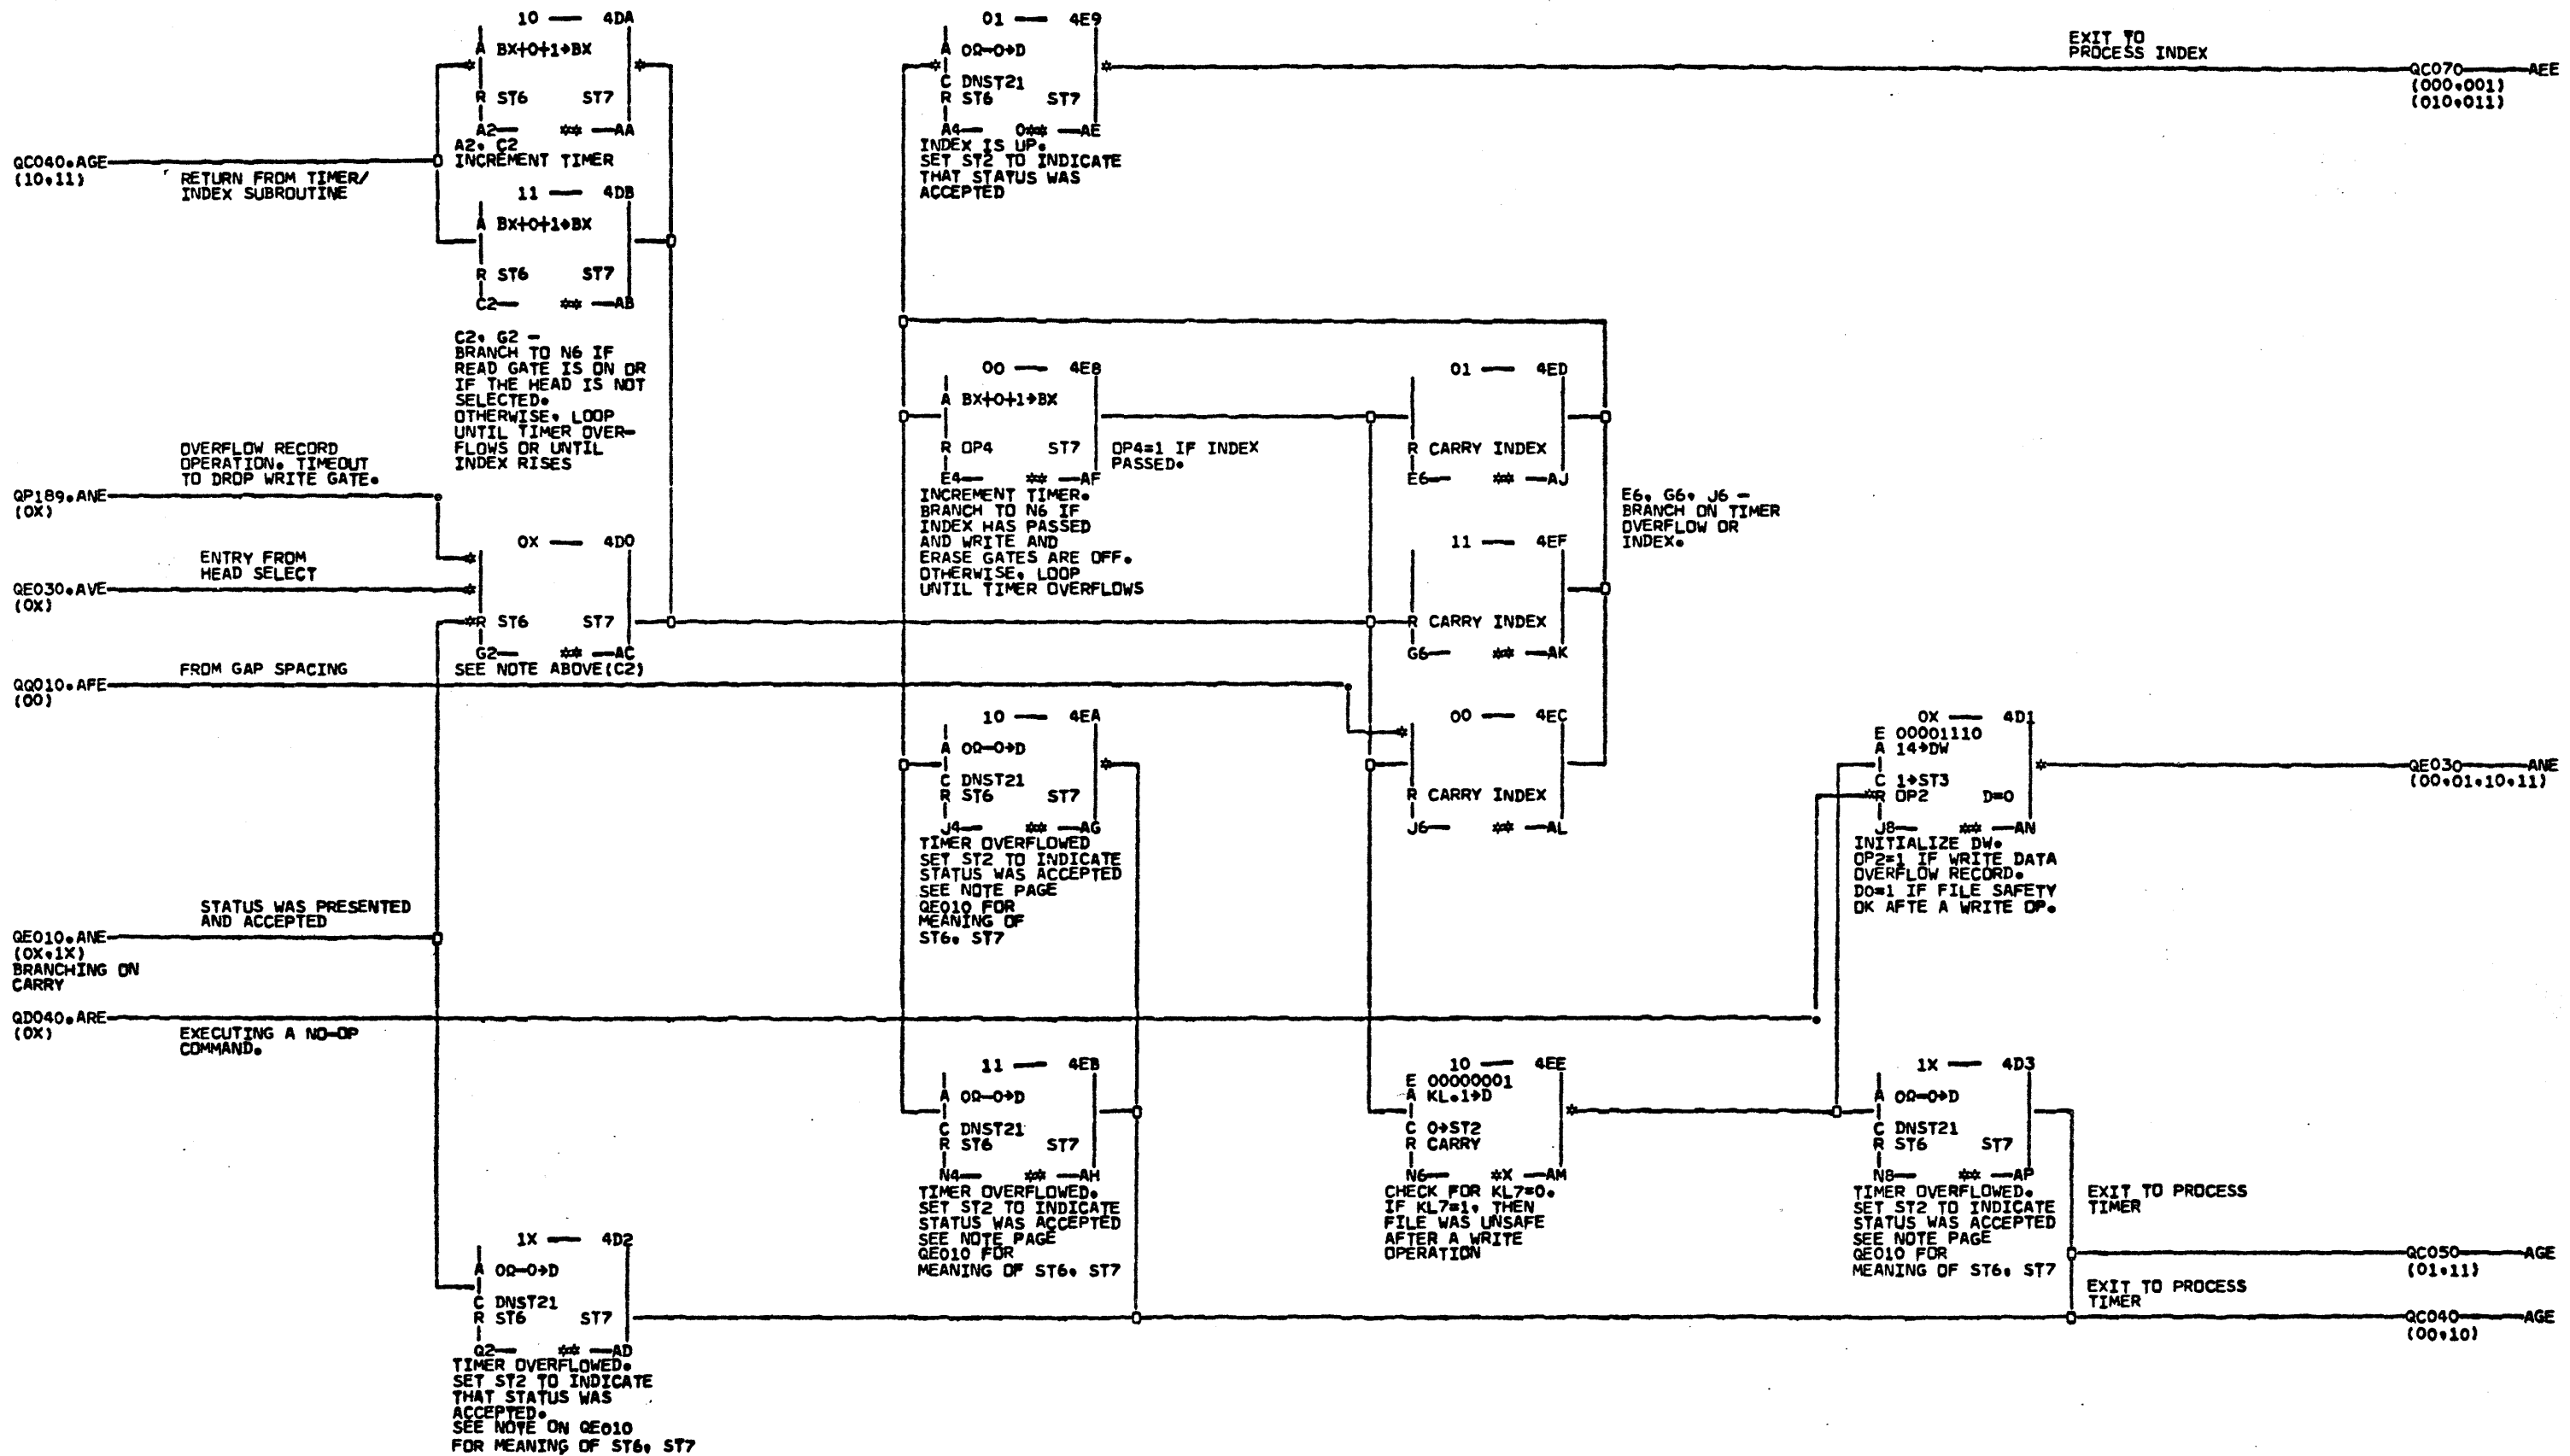 10 — 4DA
A BX+0+1→BX
R ST6 ST7
A2— ** —AA
A2, C2
INCREMENT TIMER
QC040.AGE
(10,11)
RETURN FROM TIMER/
INDEX SUBROUTINE
11 — 4DB
A BX+0+1→BX
R ST6 ST7
C2— ** —AB
C2, G2 -
BRANCH TO N6 IF
READ GATE IS ON OR
IF THE HEAD IS NOT
SELECTED.
OTHERWISE, LOOP
UNTIL TIMER OVER-
FLOWS OR UNTIL
INDEX RISES
OVERFLOW RECORD
OPERATION. TIMEOUT
TO DROP WRITE GATE.
QP189.ANE
(0X)
ENTRY FROM
HEAD SELECT
QE030.AVE
(0X)
0X — 4D0
*R ST6 ST7
G2— ** —AC
SEE NOTE ABOVE(C2)
FROM GAP SPACING
QQ010.AFE
(00)
STATUS WAS PRESENTED
AND ACCEPTED
QE010.ANE
(0X,1X)
BRANCHING ON
CARRY
QD040.ARE
(0X)
EXECUTING A NO-OP
COMMAND.
1X — 4D2
A 0Ω-0→D
C DNST21
R ST6 ST7
Q2— ** —AD
TIMER OVERFLOWED.
SET ST2 TO INDICATE
THAT STATUS WAS
ACCEPTED.
SEE NOTE ON QE010
FOR MEANING OF ST6, ST7
01 — 4E9
A 0Ω-0→D
C DNST21
R ST6 ST7
A4— 0** —AE
INDEX IS UP.
SET ST2 TO INDICATE
THAT STATUS WAS
ACCEPTED
00 — 4E8
A BX+0+1→BX
R OP4 ST7
E4— ** —AF
OP4=1 IF INDEX
PASSED.
INCREMENT TIMER.
BRANCH TO N6 IF
INDEX HAS PASSED
AND WRITE AND
ERASE GATES ARE OFF.
OTHERWISE, LOOP
UNTIL TIMER OVERFLOWS
10 — 4EA
A 0Ω-0→D
C DNST21
R ST6 ST7
J4— ** —AG
TIMER OVERFLOWED
SET ST2 TO INDICATE
STATUS WAS ACCEPTED
SEE NOTE PAGE
QE010 FOR
MEANING OF
ST6, ST7
11 — 4EB
A 0Ω-0→D
C DNST21
R ST6 ST7
N4— ** —AH
TIMER OVERFLOWED.
SET ST2 TO INDICATE
STATUS WAS ACCEPTED
SEE NOTE PAGE
QE010 FOR
MEANING OF ST6, ST7
01 — 4ED
R CARRY INDEX
E6— ** —AJ
11 — 4EF
R CARRY INDEX
G6— ** —AK
E6, G6, J6 -
BRANCH ON TIMER
OVERFLOW OR
INDEX.
00 — 4EC
R CARRY INDEX
J6— ** —AL
10 — 4EE
E 00000001
A KL.1→D
C 0→ST2
R CARRY
N6— *X —AM
CHECK FOR KL7=0.
IF KL7=1, THEN
FILE WAS UNSAFE
AFTER A WRITE
OPERATION
0X — 4D1
E 00001110
A 14→DW
C 1→ST3
*R OP2 D=0
J8— ** —AN
INITIALIZE DW.
OP2=1 IF WRITE DATA
OVERFLOW RECORD.
D0=1 IF FILE SAFETY
OK AFTE A WRITE OP.
1X — 4D3
A 0Ω-0→D
C DNST21
R ST6 ST7
N8— ** —AP
TIMER OVERFLOWED.
SET ST2 TO INDICATE
STATUS WAS ACCEPTED
SEE NOTE PAGE
QE010 FOR
MEANING OF ST6, ST7
EXIT TO
PROCESS INDEX
QC070 AEE
(000,001)
(010,011)
QE030 ANE
(00,01,10,11)
EXIT TO PROCESS
TIMER
QC050 AGE
(01,11)
EXIT TO PROCESS
TIMER
QC040 AGE
(00,10)